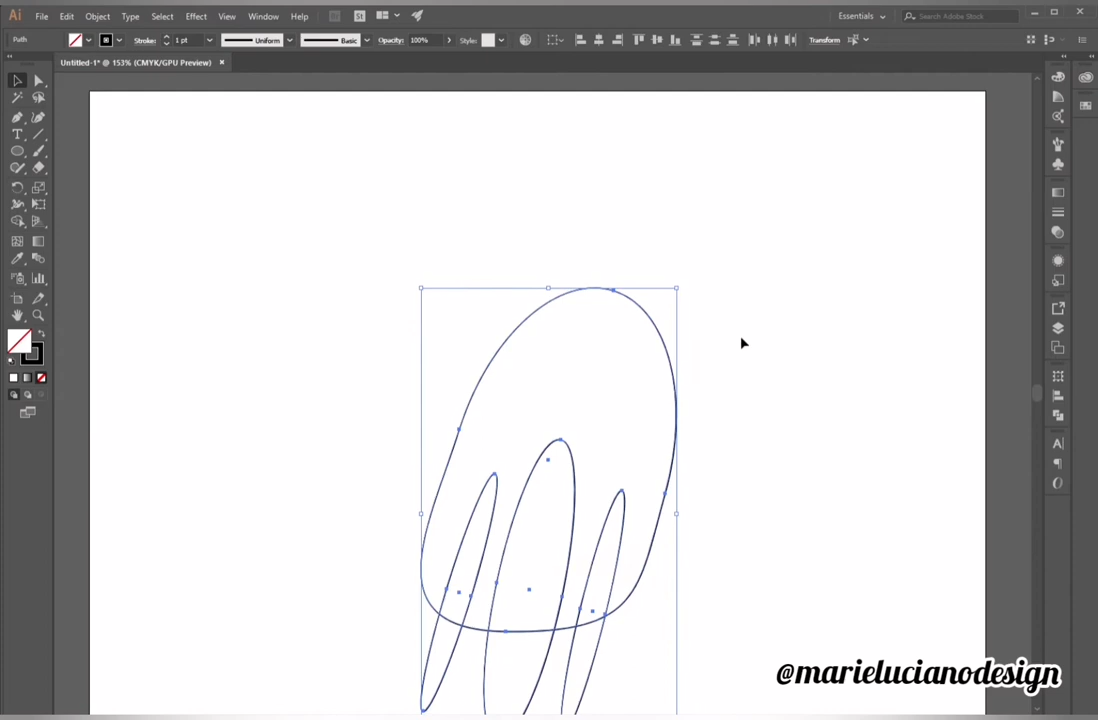 Ai File Edit Object Type Select Effect View Window Help St Essentials Search Adobe Stock
Path Stroke: 1 pt Uniform Basic Opacity: 100% Style: Transform
Untitled-1* @ 153% (CMYK/GPU Preview) ×
@marielucianodesign